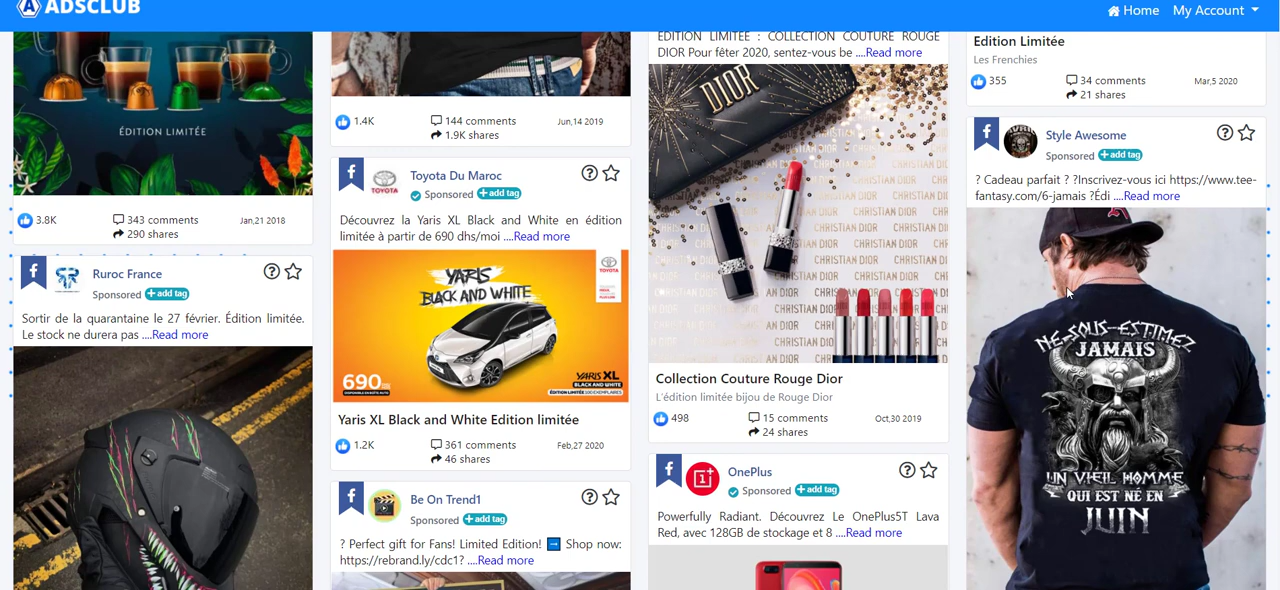 ADSCLUB
Home My Account
ÉDITION LIMITÉE
3.8K
343 comments
290 shares
Jan,21 2018
Ruroc France
Sponsored + add tag
Sortir de la quarantaine le 27 février. Édition limitée.
Le stock ne durera pas ....Read more
1.4K
144 comments
1.9K shares
Jun,14 2019
Toyota Du Maroc
TOYOTA
Sponsored + add tag
Découvrez la Yaris XL Black and White en édition
limitée à partir de 690 dhs/moi ....Read more
YARIS
BLACK AND WHITE
TOYOTA
690
YARIS XL
BLACK AND WHITE
Yaris XL Black and White Edition limitée
1.2K
361 comments
46 shares
Feb,27 2020
Be On Trend1
Sponsored + add tag
? Perfect gift for Fans! Limited Edition! ➡ Shop now:
https://rebrand.ly/cdc1? ....Read more
ÉDITION LIMITÉE : COLLECTION COUTURE ROUGE
DIOR Pour fêter 2020, sentez-vous be ....Read more
DIOR
CHRISTIAN DIOR
Collection Couture Rouge Dior
L'édition limitée bijou de Rouge Dior
498
15 comments
24 shares
Oct,30 2019
OnePlus
Sponsored + add tag
Powerfully Radiant. Découvrez Le OnePlus5T Lava
Red, avec 128GB de stockage et 8 ....Read more
Edition Limitée
Les Frenchies
355
34 comments
21 shares
Mar,5 2020
Style Awesome
Sponsored + add tag
? Cadeau parfait ? ?Inscrivez-vous ici https://www.tee-
fantasy.com/6-jamais ?Édi ....Read more
NE-SOUS-ESTIMEZ
JAMAIS
UN VIEIL HOMME
QUI EST NÉ EN
JUIN